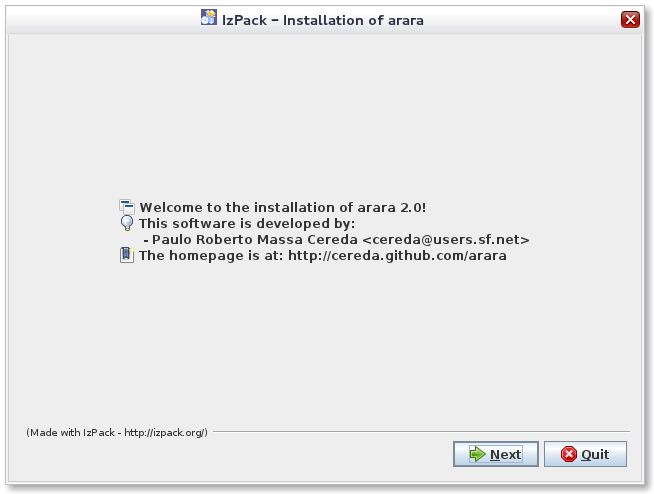 IzPack – Installation of arara
Welcome to the installation of arara 2.0!
This software is developed by:
- Paulo Roberto Massa Cereda <cereda@users.sf.net>
The homepage is at: http://cereda.github.com/arara
(Made with IzPack - http://izpack.org/)
Next
Quit